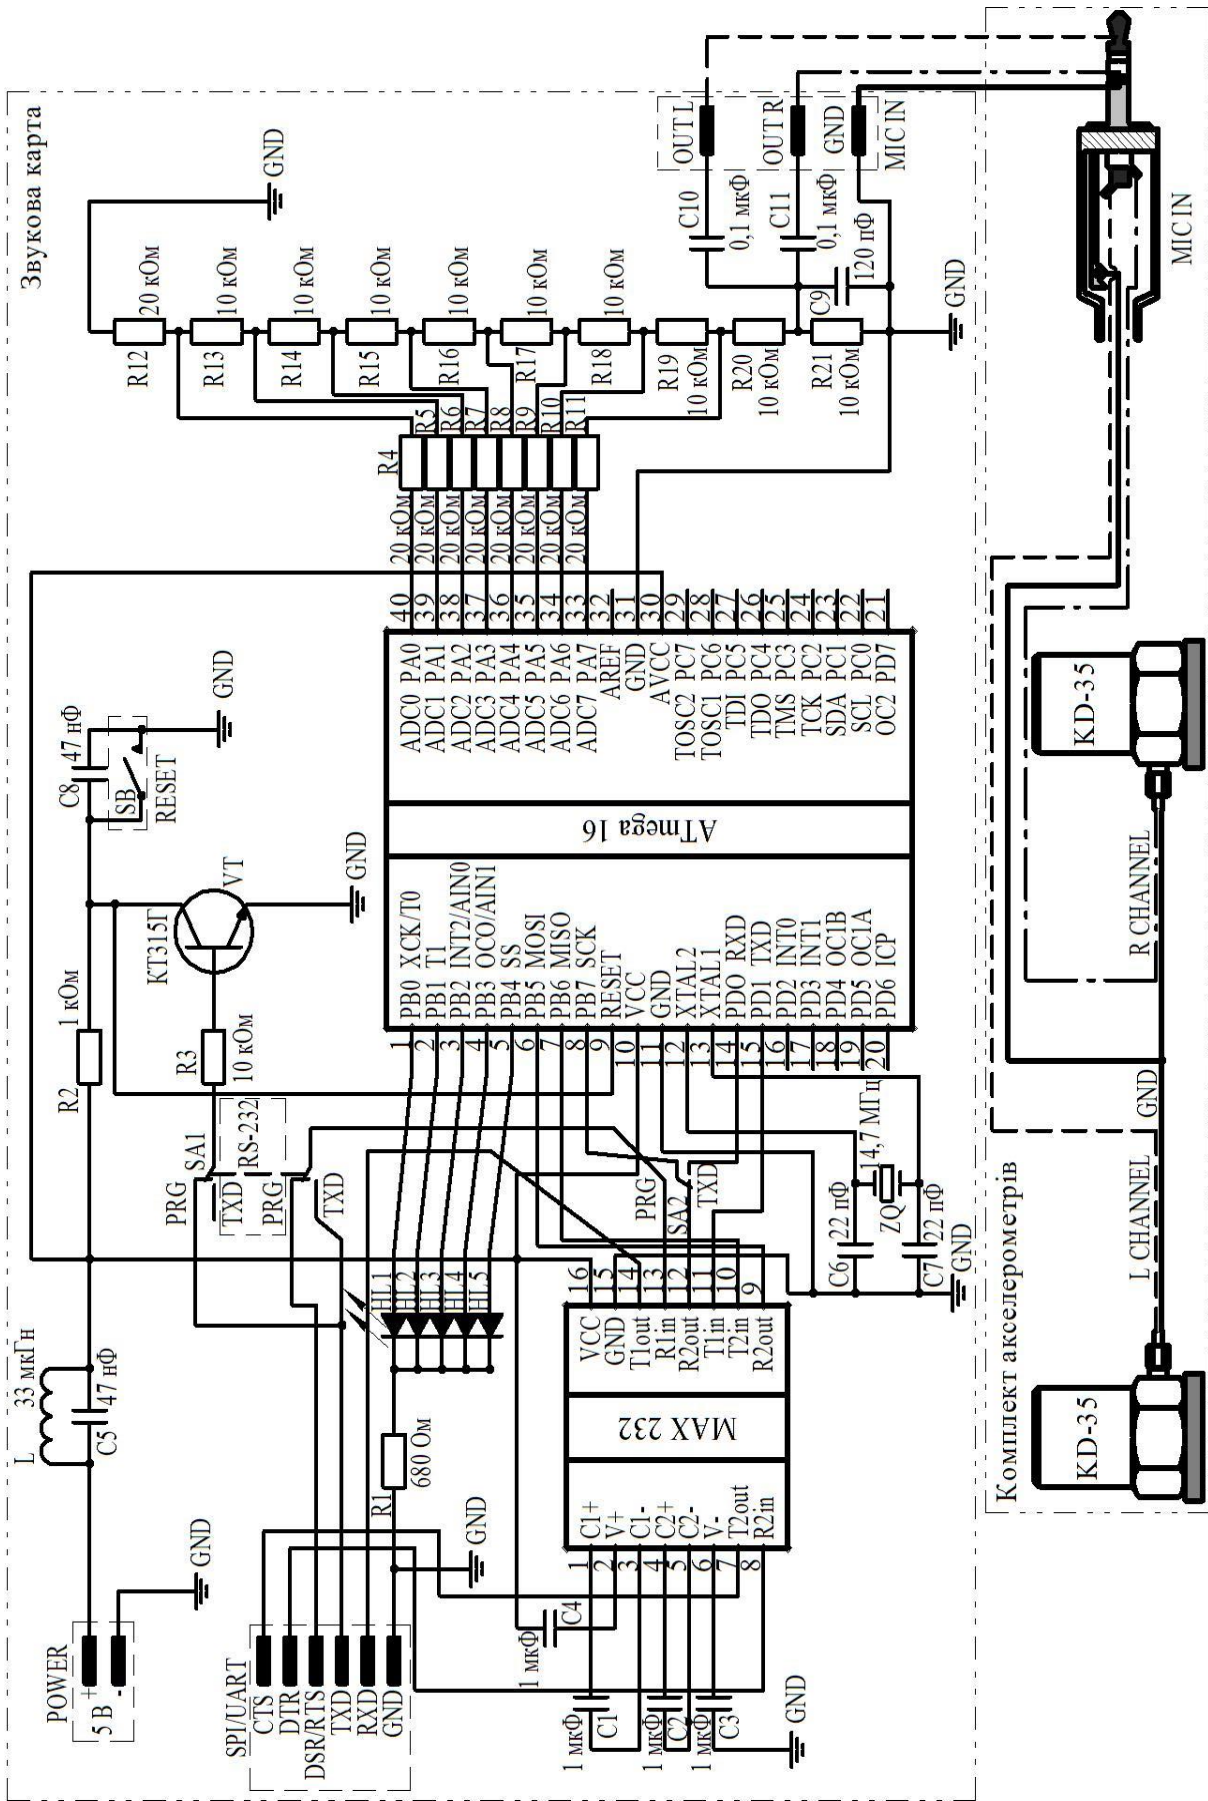 Звукова карта
POWER
5 В
+
-
GND
L
33 мкГн
C5
47 нФ
R2
1 кОм
C8
47 нФ
SB
RESET
GND
КТ315Г
VT
GND
R3
10 кОм
SA1
PRG
TXD
RS-232
PRG
TXD
SPI/UART
CTS
DTR
DSR/RTS
TXD
RXD
GND
R1
680 Ом
GND
HL1
HL2
HL3
HL4
HL5
C4
1 мкФ
C1
1 мкФ
C2
1 мкФ
C3
1 мкФ
GND
MAX 232
1 C1+
2 V+
3 C1-
4 C2+
5 C2-
6 V-
7 T2out
8 R2in
VCC 16
GND 15
T1out 14
R1in 13
R2out 12
T1in 11
T2in 10
R2out 9
PRG
SA2
TXD
C6
22 пФ
C7
22 пФ
ZQ
14,7 МГц
GND
ATmega 16
1 PB0 XCK/T0
2 PB1 T1
3 PB2 INT2/AIN0
4 PB3 OCO/AIN1
5 PB4 SS
6 PB5 MOSI
7 PB6 MISO
8 PB7 SCK
9 RESET
10 VCC
11 GND
12 XTAL2
13 XTAL1
14 PDO RXD
15 PD1 TXD
16 PD2 INT0
17 PD3 INT1
18 PD4 OC1B
19 PD5 OC1A
20 PD6 ICP
ADC0 PA0 40
ADC1 PA1 39
ADC2 PA2 38
ADC3 PA3 37
ADC4 PA4 36
ADC5 PA5 35
ADC6 PA6 34
ADC7 PA7 33
AREF 32
GND 31
AVCC 30
TOSC2 PC7 29
TOSC1 PC6 28
TDI PC5 27
TDO PC4 26
TMS PC3 25
TCK PC2 24
SDA PC1 23
SCL PC0 22
OC2 PD7 21
20 кОм R4
20 кОм R5
20 кОм R6
20 кОм R7
20 кОм R8
20 кОм R9
20 кОм R10
20 кОм R11
R12 20 кОм
R13 10 кОм
R14 10 кОм
R15 10 кОм
R16 10 кОм
R17 10 кОм
R18 10 кОм
R19 10 кОм
R20 10 кОм
R21 10 кОм
GND
C9
120 пФ
C10
0,1 мкФ
C11
0,1 мкФ
GND
OUT L
OUT R
GND
MIC IN
Комплект акселерометрів
KD-35
L CHANNEL
GND
R CHANNEL
KD-35
MIC IN